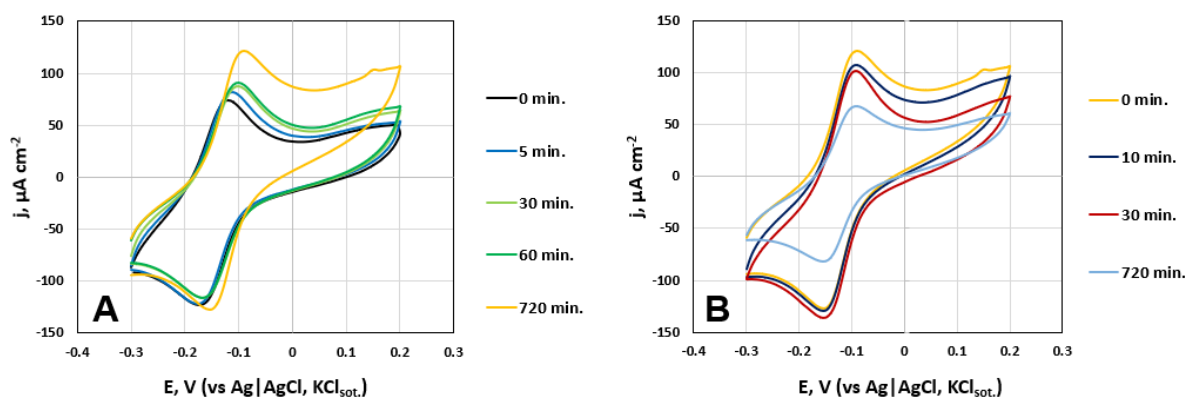 150
100
50
0
-50
-100
-150
-0.4 -0.3 -0.2 -0.1 0 0.1 0.2 0.3
j, µA cm⁻²
E, V (vs Ag|AgCl, KClsot.)
A
0 min.
5 min.
30 min.
60 min.
720 min.
150
100
50
0
-50
-100
-150
-0.4 -0.3 -0.2 -0.1 0 0.1 0.2 0.3
j, µA cm⁻²
E, V (vs Ag|AgCl, KClsot.)
B
0 min.
10 min.
30 min.
720 min.